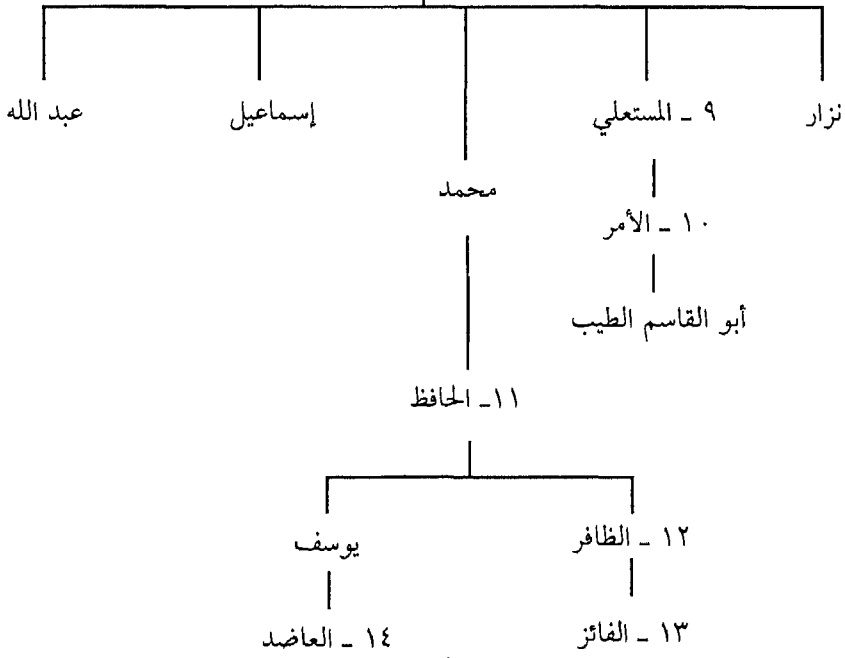 نزار ٩ ـ المستعلي إسماعيل عبد الله
محمد
١٠ ـ الأمر
أبو القاسم الطيب
١١ـ الحافظ
١٢ ـ الظافر يوسف
١٣ ـ الفائز ١٤ ـ العاضد